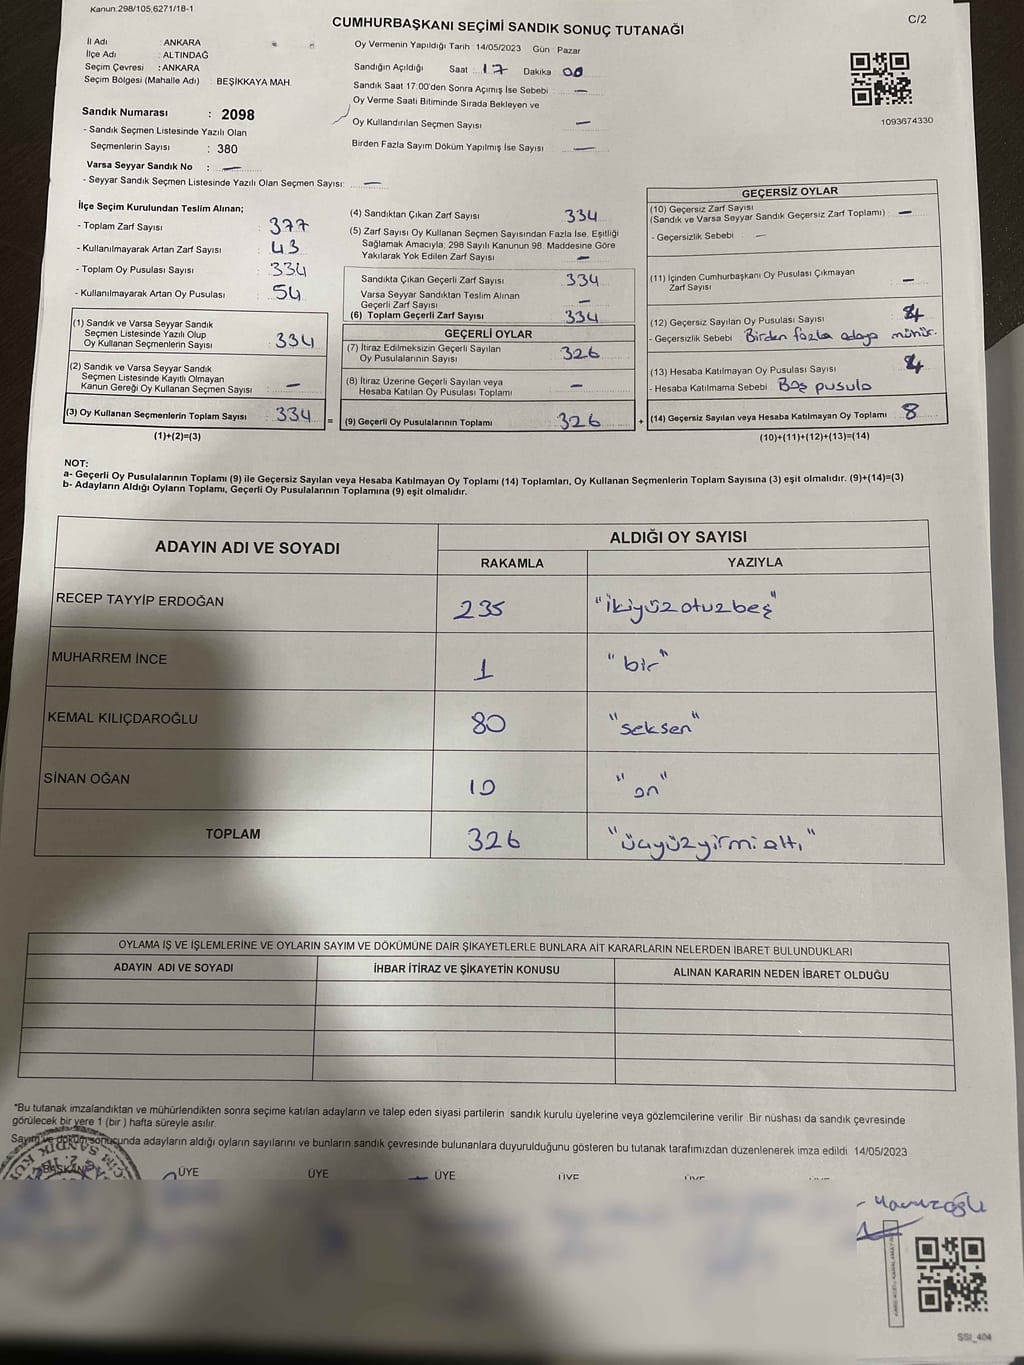 Kanun:298/105,6271/18-1
CUMHURBAŞKANI SEÇİMİ SANDIK SONUÇ TUTANAĞI
C/2
İl Adı : ANKARA
İlçe Adı : ALTINDAĞ
Seçim Çevresi : ANKARA
Seçim Bölgesi (Mahalle Adı) BEŞİKKAYA MAH.
Oy Vermenin Yapıldığı Tarih 14/05/2023 Gün : Pazar
Sandığın Açıldığı Saat : 17 Dakika 00
Sandık Saat 17:00'den Sonra Açmış İse Sebebi : —
Oy Verme Saati Bitiminde Sırada Bekleyen ve
Oy Kullandırılan Seçmen Sayısı —
Birden Fazla Sayım Döküm Yapılmış İse Sayısı —
1093674330
Sandık Numarası : 2098
- Sandık Seçmen Listesinde Yazılı Olan
Seçmenlerin Sayısı : 380
Varsa Seyyar Sandık No : —
- Seyyar Sandık Seçmen Listesinde Yazılı Olan Seçmen Sayısı: —
İlçe Seçim Kurulundan Teslim Alınan;
- Toplam Zarf Sayısı : 377
- Kullanılmayarak Artan Zarf Sayısı : 43
- Toplam Oy Pusulası Sayısı : 334
- Kullanılmayarak Artan Oy Pusulası : 54
(1) Sandık ve Varsa Seyyar Sandık
Seçmen Listesinde Yazılı Olup
Oy Kullanan Seçmenlerin Sayısı : 334
(2) Sandık ve Varsa Seyyar Sandık
Seçmen Listesinde Kayıtlı Olmayan
Kanun Gereği Oy Kullanan Seçmen Sayısı : —
(3) Oy Kullanan Seçmenlerin Toplam Sayısı : 334 =
(1)+(2)=(3)
(4) Sandıktan Çıkan Zarf Sayısı 334
(5) Zarf Sayısı Oy Kullanan Seçmen Sayısından Fazla İse, Eşitliği
Sağlamak Amacıyla; 298 Sayılı Kanunun 98. Maddesine Göre
Yakılarak Yok Edilen Zarf Sayısı —
Sandıkta Çıkan Geçerli Zarf Sayısı 334
Varsa Seyyar Sandıktan Teslim Alınan
Geçerli Zarf Sayısı —
(6) Toplam Geçerli Zarf Sayısı 334
GEÇERLİ OYLAR
(7) İtiraz Edilmeksizin Geçerli Sayılan
Oy Pusulalarının Sayısı 326
(8) İtiraz Üzerine Geçerli Sayılan veya
Hesaba Katılan Oy Pusulası Toplamı —
(9) Geçerli Oy Pusulalarının Toplamı 326 +
GEÇERSİZ OYLAR
(10) Geçersiz Zarf Sayısı
(Sandık ve Varsa Seyyar Sandık Geçersiz Zarf Toplamı) —
- Geçersizlik Sebebi : —
(11) İçinden Cumhurbaşkanı Oy Pusulası Çıkmayan
Zarf Sayısı —
(12) Geçersiz Sayılan Oy Pusulası Sayısı 4
- Geçersizlik Sebebi Birden fazla adaya mühür.
(13) Hesaba Katılmayan Oy Pusulası Sayısı 4
- Hesaba Katılmama Sebebi Boş pusula
(14) Geçersiz Sayılan veya Hesaba Katılmayan Oy Toplamı 8
(10)+(11)+(12)+(13)=(14)
NOT:
a- Geçerli Oy Pusulalarının Toplamı (9) ile Geçersiz Sayılan veya Hesaba Katılmayan Oy Toplamı (14) Toplamları, Oy Kullanan Seçmenlerin Toplam Sayısına (3) eşit olmalıdır. (9)+(14)=(3)
b- Adayların Aldığı Oyların Toplamı, Geçerli Oy Pusulalarının Toplamına (9) eşit olmalıdır.
ADAYIN ADI VE SOYADI
ALDIĞI OY SAYISI
RAKAMLA YAZIYLA
RECEP TAYYİP ERDOĞAN 235 "ikiyüzotuzbeş"
MUHARREM İNCE 1 "bir"
KEMAL KILIÇDAROĞLU 80 "seksen"
SİNAN OĞAN 10 "on"
TOPLAM 326 "üçyüzyirmialtı"
OYLAMA İŞ VE İŞLEMLERİNE VE OYLARIN SAYIM VE DÖKÜMÜNE DAİR ŞİKAYETLERLE BUNLARA AİT KARARLARIN NELERDEN İBARET BULUNDUKLARI
ADAYIN ADI VE SOYADI İHBAR İTİRAZ VE ŞİKAYETİN KONUSU ALINAN KARARIN NEDEN İBARET OLDUĞU
*Bu tutanak imzalandıktan ve mühürlendikten sonra seçime katılan adayların ve talep eden siyasi partilerin sandık kurulu üyelerine veya gözlemcilerine verilir. Bir nüshası da sandık çevresinde
görülecek bir yere 1 (bir) hafta süreyle asılır.
Sayım ve döküm sonucunda adayların aldığı oyların sayılarını ve bunların sandık çevresinde bulunanlara duyurulduğunu gösteren bu tutanak tarafımızdan düzenlenerek imza edildi. 14/05/2023
BAŞKAN ÜYE ÜYE ÜYE ÜYE ÜYE
SSI_404